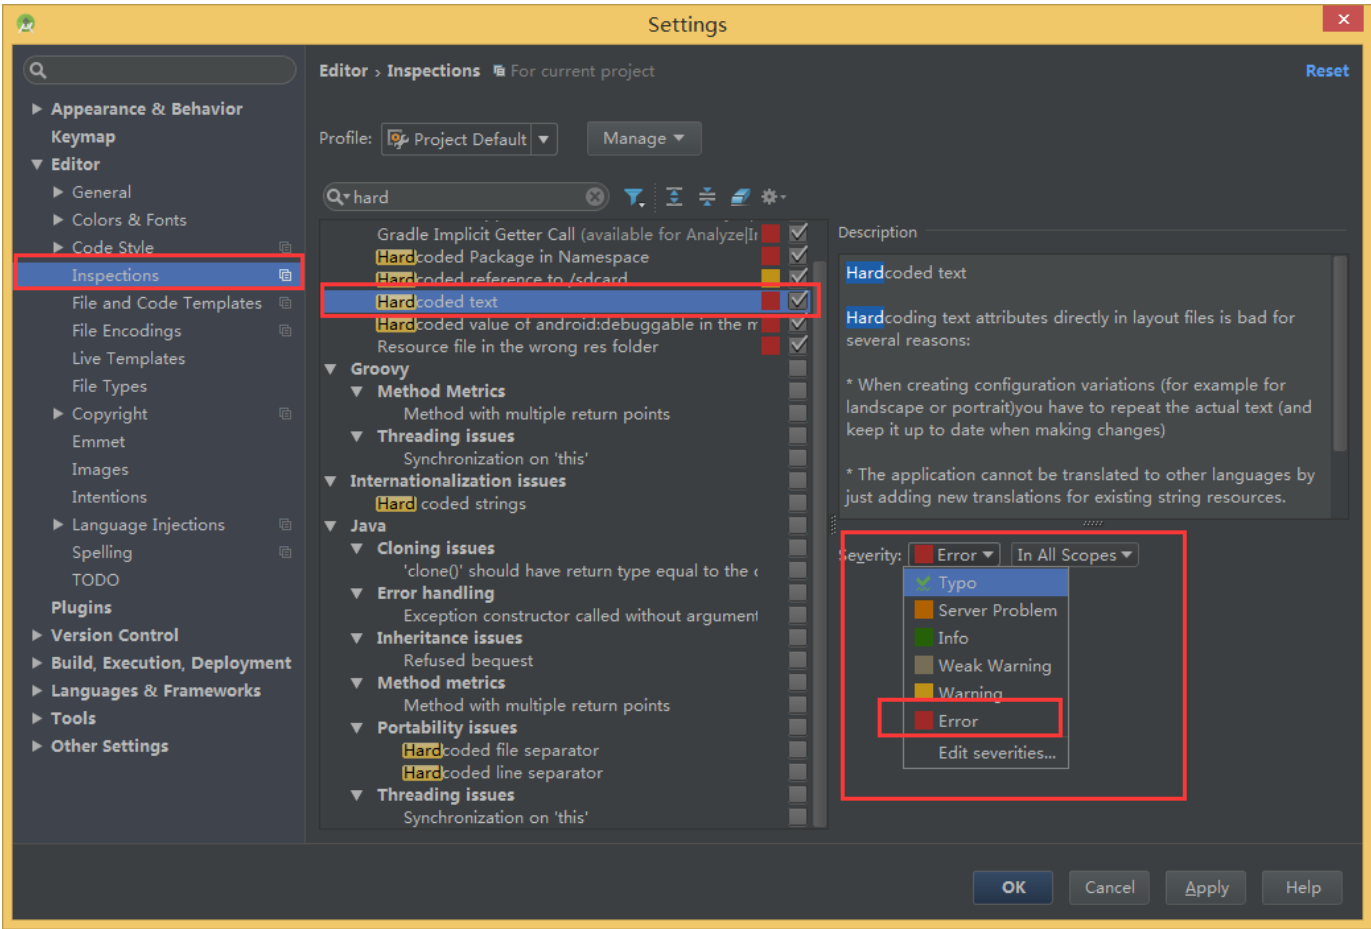 Settings
Editor › Inspections For current project Reset
Appearance & Behavior
Keymap
Editor
General
Colors & Fonts
Code Style
Inspections
File and Code Templates
File Encodings
Live Templates
File Types
Copyright
Emmet
Images
Intentions
Language Injections
Spelling
TODO
Plugins
Version Control
Build, Execution, Deployment
Languages & Frameworks
Tools
Other Settings
Profile: Project Default Manage
hard
Gradle Implicit Getter Call (available for Analyze|Ir
Hardcoded Package in Namespace
Hardcoded reference to /sdcard
Hardcoded text
Hardcoded value of android:debuggable in the m
Resource file in the wrong res folder
Groovy
Method Metrics
Method with multiple return points
Threading issues
Synchronization on 'this'
Internationalization issues
Hard coded strings
Java
Cloning issues
'clone()' should have return type equal to the c
Error handling
Exception constructor called without argument
Inheritance issues
Refused bequest
Method metrics
Method with multiple return points
Portability issues
Hardcoded file separator
Hardcoded line separator
Threading issues
Synchronization on 'this'
Description
Hardcoded text
Hardcoding text attributes directly in layout files is bad for
several reasons:
* When creating configuration variations (for example for
landscape or portrait)you have to repeat the actual text (and
keep it up to date when making changes)
* The application cannot be translated to other languages by
just adding new translations for existing string resources.
Severity: Error In All Scopes
Typo
Server Problem
Info
Weak Warning
Warning
Error
Edit severities...
OK Cancel Apply Help